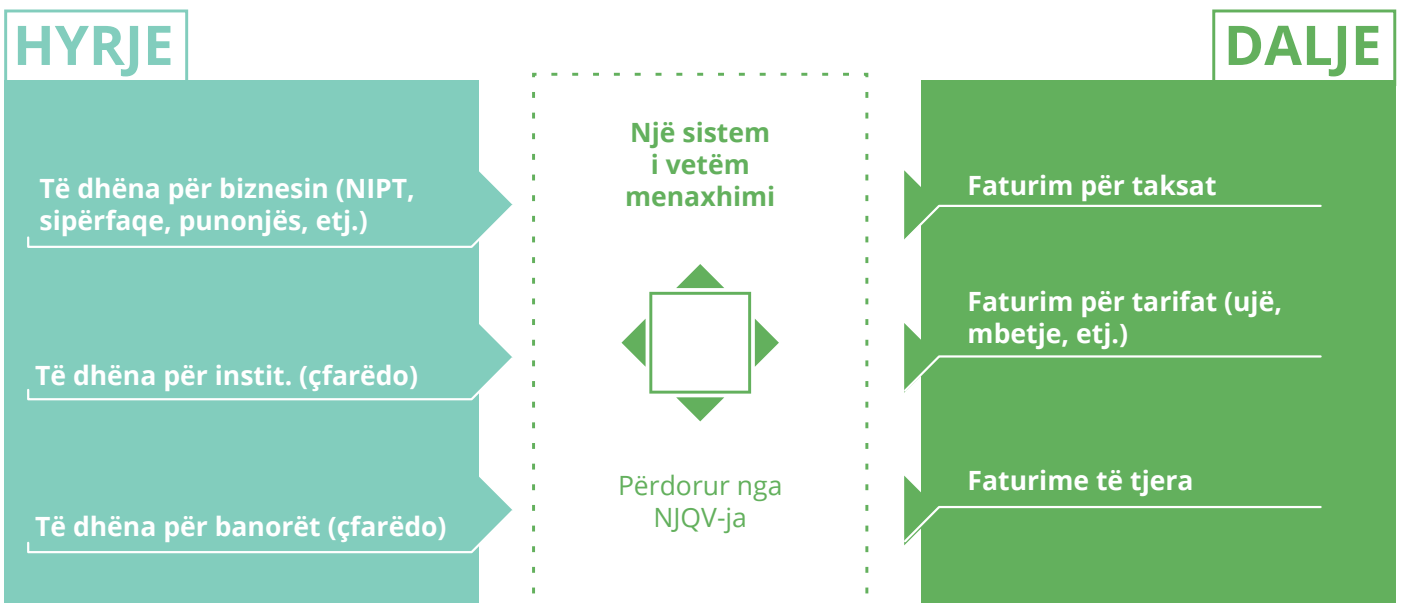 HYRJE
Të dhëna për biznesin (NIPT,
sipërfaqe, punonjës, etj.)
Të dhëna për instit. (çfarëdo)
Të dhëna për banorët (çfarëdo)
Një sistem
i vetëm
menaxhimi
Përdorur nga
NJQV-ja
DALJE
Faturim për taksat
Faturim për tarifat (ujë,
mbetje, etj.)
Faturime të tjera